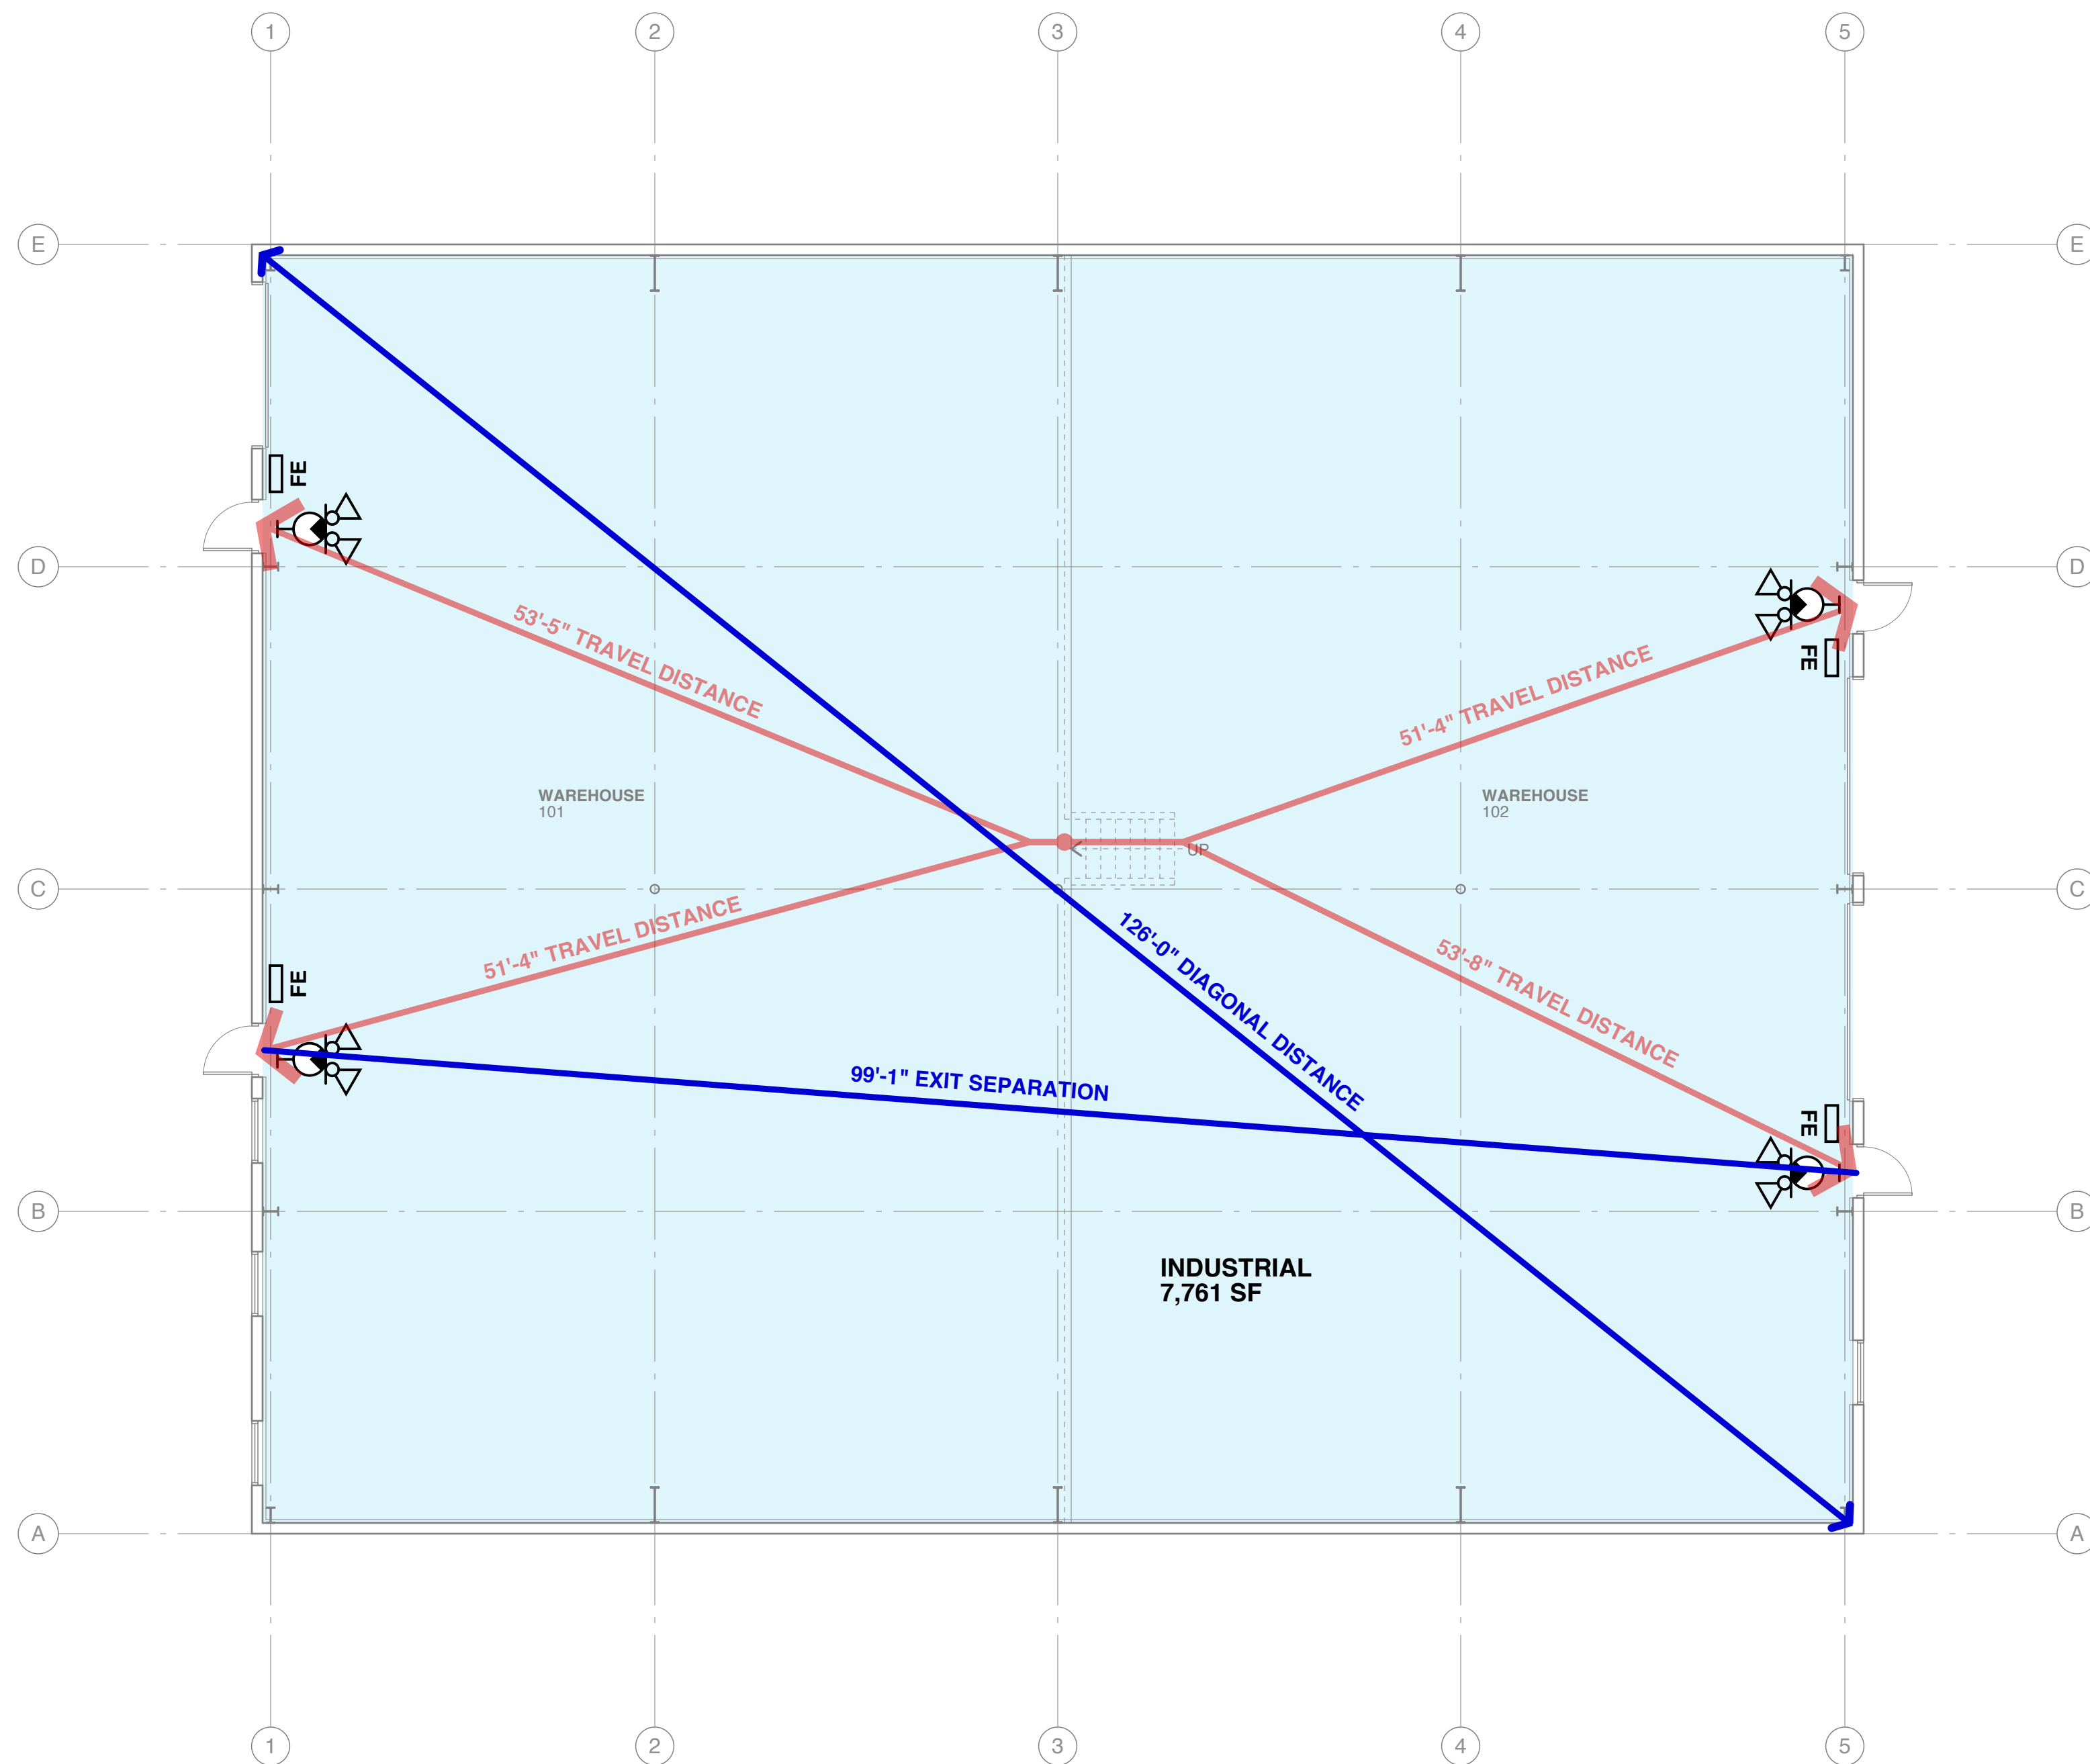 1
2
3
4
5
E
E
FE
D
D
53'-5" TRAVEL DISTANCE
51'-4" TRAVEL DISTANCE
FE
WAREHOUSE
101
WAREHOUSE
102
UP
C
C
51'-4" TRAVEL DISTANCE
126'-0" DIAGONAL DISTANCE
53'-8" TRAVEL DISTANCE
FE
99'-1" EXIT SEPARATION
FE
B
B
INDUSTRIAL
7,761 SF
A
A
1
2
3
4
5